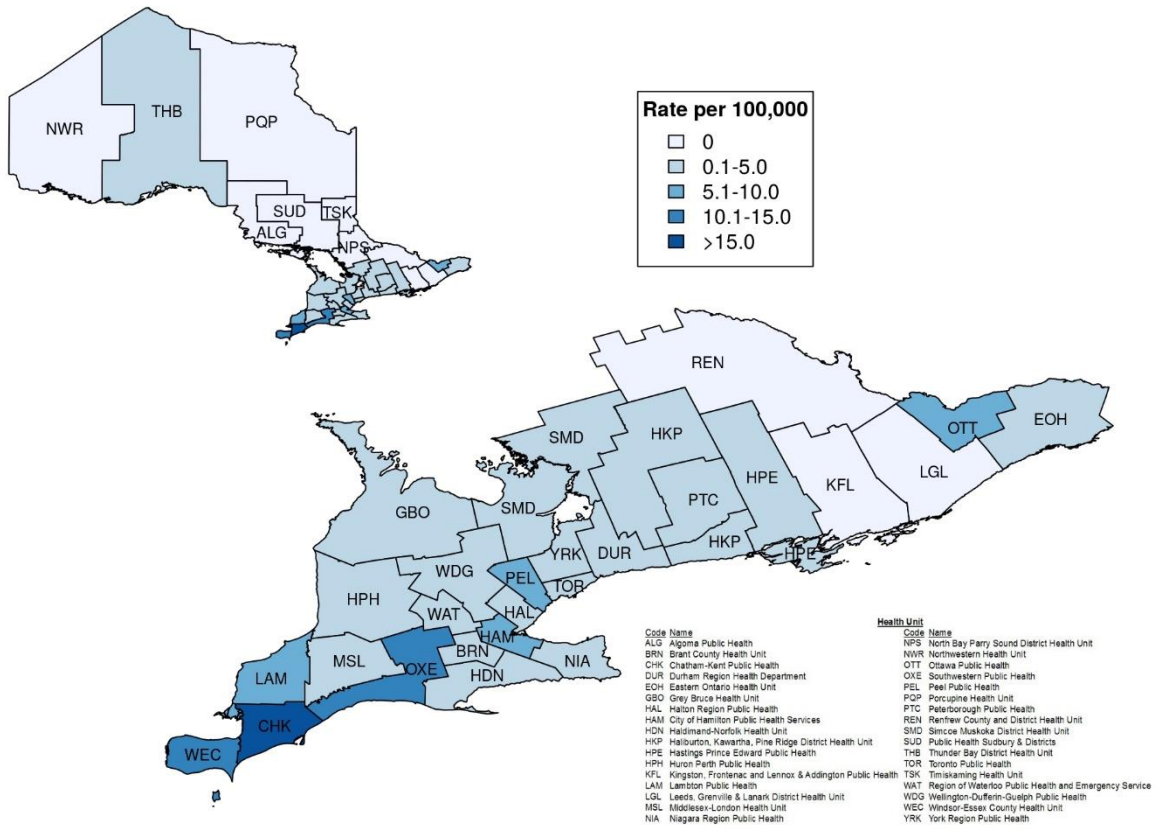 NWR
THB
PQP
SUD
TSK
ALG
NPS
Rate per 100,000
0
0.1-5.0
5.1-10.0
10.1-15.0
>15.0
REN
SMD
HKP
OTT
EOH
HPE
LGL
KFL
GBO
SMD
PTC
HKP
HPE
YRK
DUR
WDG
PEL
TOR
HPH
WAT
HAL
HAM
MSL
OXE
BRN
NIA
LAM
HDN
CHK
WEC
Health Unit
Code Name
ALG Algoma Public Health
BRN Brant County Health Unit
CHK Chatham-Kent Public Health
DUR Durham Region Health Department
EOH Eastern Ontario Health Unit
GBO Grey Bruce Health Unit
HAL Halton Region Public Health
HAM City of Hamilton Public Health Services
HDN Haldimand-Norfolk Health Unit
HKP Haliburton, Kawartha, Pine Ridge District Health Unit
HPE Hastings Prince Edward Public Health
HPH Huron Perth Public Health
KFL Kingston, Frontenac and Lennox & Addington Public Health
LAM Lambton Public Health
LGL Leeds, Grenville & Lanark District Health Unit
MSL Middlesex-London Health Unit
NIA Niagara Region Public Health
Code Name
NPS North Bay Parry Sound District Health Unit
NWR Northwestern Health Unit
OTT Ottawa Public Health
OXE Southwestern Public Health
PEL Peel Public Health
PQP Porcupine Health Unit
PTC Peterborough Public Health
REN Renfrew County and District Health Unit
SMD Simcoe Muskoka District Health Unit
SUD Public Health Sudbury & Districts
THB Thunder Bay District Health Unit
TOR Toronto Public Health
TSK Timiskaming Health Unit
WAT Region of Waterloo Public Health and Emergency Service
WDG Wellington-Dufferin-Guelph Public Health
WEC Windsor-Essex County Health Unit
YRK York Region Public Health